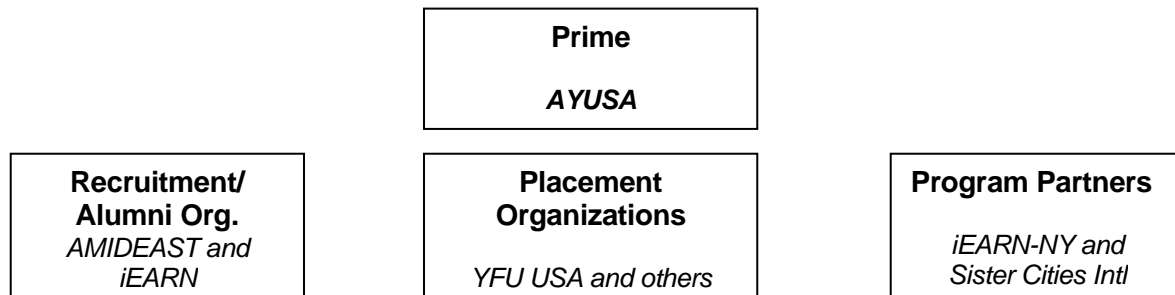 Prime
AYUSA
Recruitment/
Alumni Org.
AMIDEAST and
iEARN
Placement
Organizations
YFU USA and others
Program Partners
iEARN-NY and
Sister Cities Intl